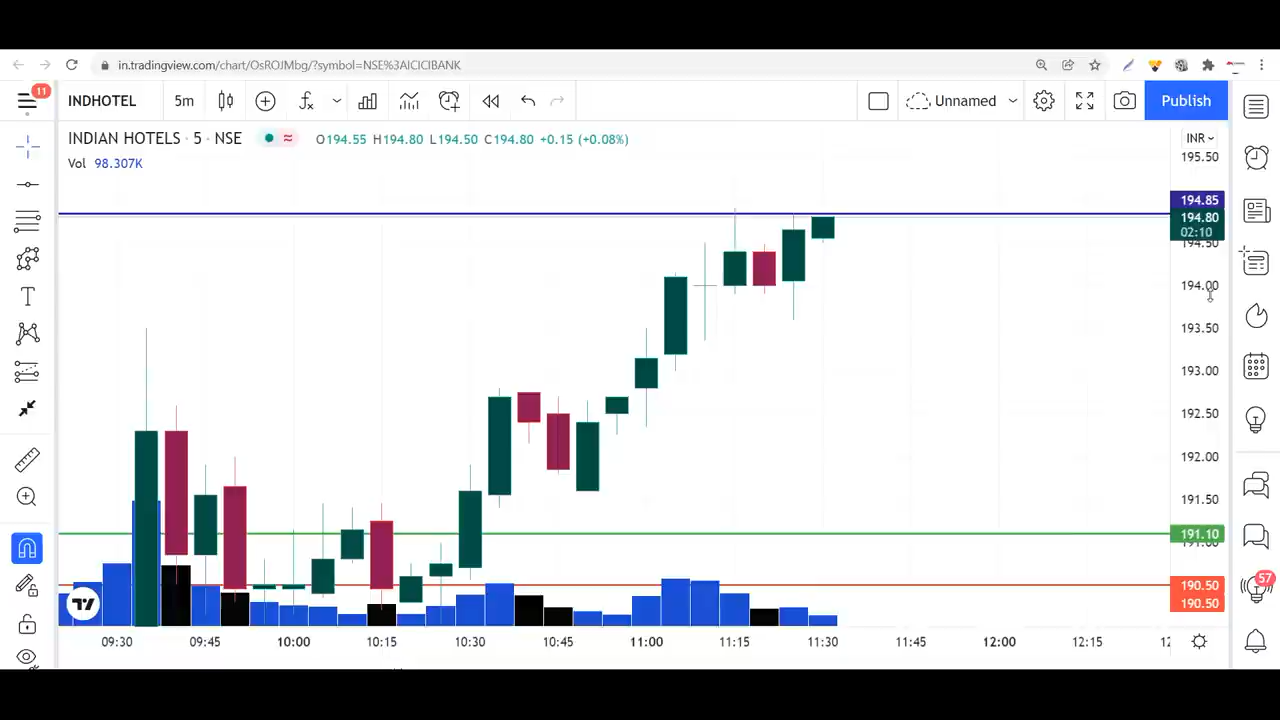 in.tradingview.com/chart/OsROJMbg/?symbol=NSE%3AICICIBANK
11
INDHOTEL
5m
Unnamed
Publish
INDIAN HOTELS · 5 · NSE
O194.55 H194.80 L194.50 C194.80 +0.15 (+0.08%)
INR
Vol 98.307K
195.50
194.85
194.80
02:10
194.50
194.00
193.50
193.00
192.50
192.00
191.50
191.10
191.00
190.50
190.50
57
09:30 09:45 10:00 10:15 10:30 10:45 11:00 11:15 11:30 11:45 12:00 12:15